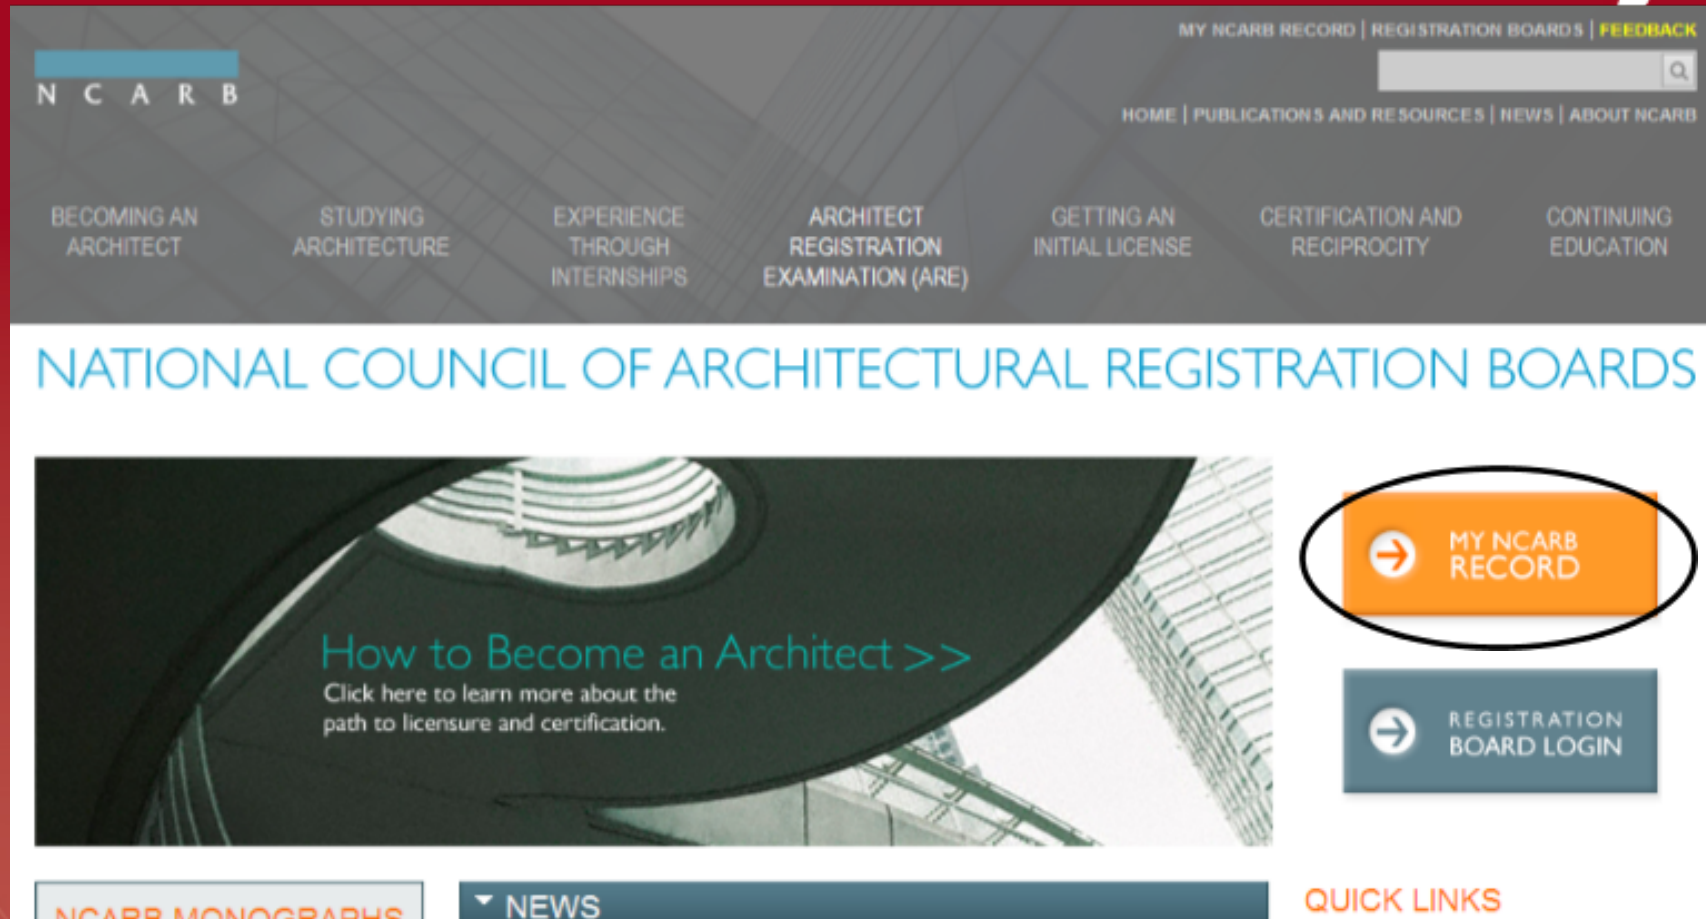 MY NCARB RECORD | REGISTRATION BOARDS | FEEDBACK
NCARB
HOME | PUBLICATIONS AND RESOURCES | NEWS | ABOUT NCARB
BECOMING AN
ARCHITECT
STUDYING
ARCHITECTURE
EXPERIENCE
THROUGH
INTERNSHIPS
ARCHITECT
REGISTRATION
EXAMINATION (ARE)
GETTING AN
INITIAL LICENSE
CERTIFICATION AND
RECIPROCITY
CONTINUING
EDUCATION
NATIONAL COUNCIL OF ARCHITECTURAL REGISTRATION BOARDS
How to Become an Architect >>
Click here to learn more about the
path to licensure and certification.
MY NCARB
RECORD
REGISTRATION
BOARD LOGIN
NCARB MONOGRAPHS
NEWS
QUICK LINKS